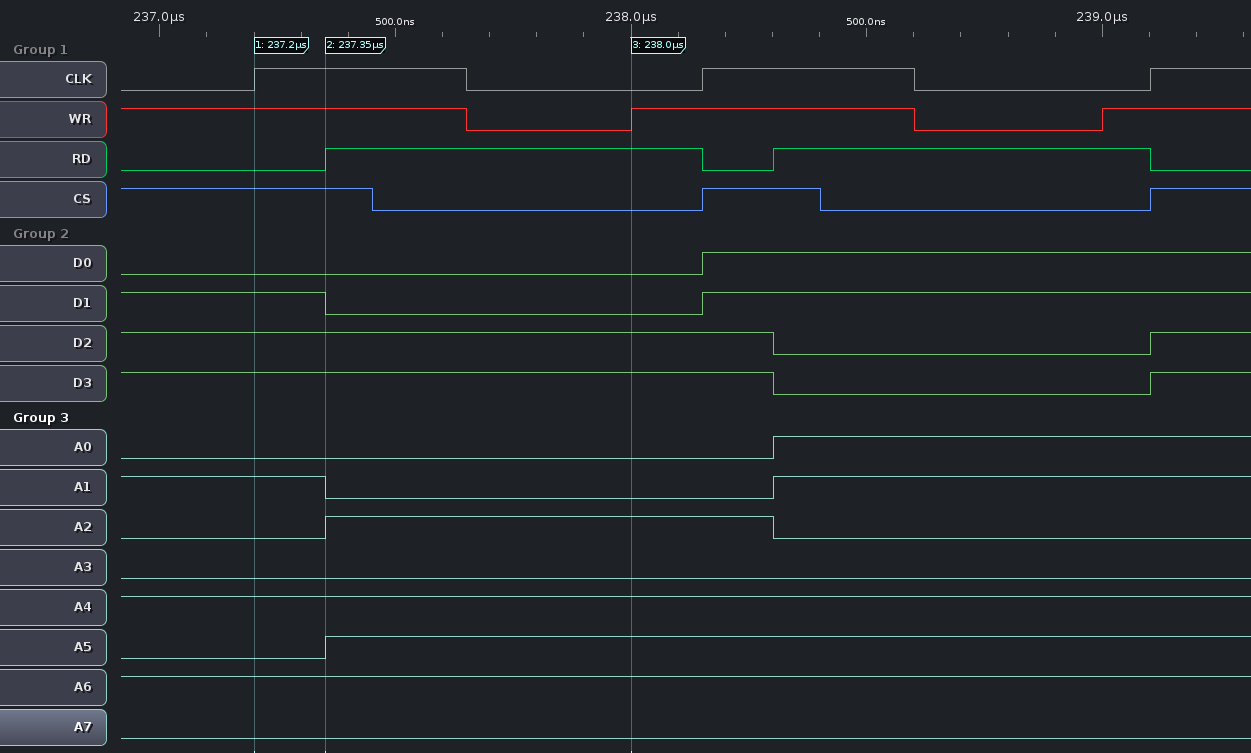 237.0µs 500.0ns 238.0µs 500.0ns 239.0µs
1: 237.2µs 2: 237.35µs 3: 238.0µs
Group 1
CLK
WR
RD
CS
Group 2
D0
D1
D2
D3
Group 3
A0
A1
A2
A3
A4
A5
A6
A7